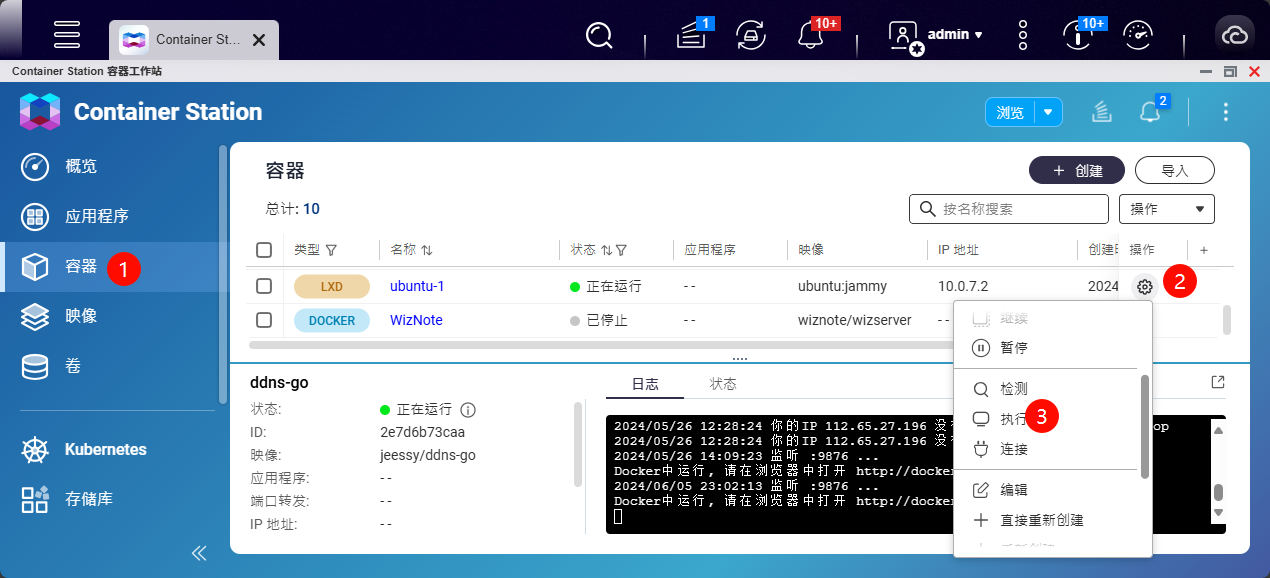 Container St...
1
10+
admin
10+
Container Station 容器工作站
Container Station
浏览
2
概览
应用程序
容器
1
映像
卷
Kubernetes
存储库
容器
+ 创建
导入
总计: 10
按名称搜索
操作
类型 名称 状态 应用程序 映像 IP 地址 创建 操作 +
LXD ubuntu-1 正在运行 - - ubuntu:jammy 10.0.7.2 2024
2
DOCKER WizNote 已停止 - - wiznote/wizserver - -
继续
暂停
检测
执行
3
连接
编辑
直接重新创建
重新创建
ddns-go
状态: 正在运行
ID: 2e7d6b73caa
映像: jeessy/ddns-go
应用程序: - -
端口转发: - -
IP 地址: - -
日志 状态
2024/05/26 12:28:24 你的IP 112.65.27.196 没 op
2024/05/26 12:28:24 你的IP 112.65.27.196 没
2024/05/26 14:09:23 监听 :9876 ...
Docker中运行, 请在浏览器中打开 http://docke
2024/06/05 23:02:13 监听 :9876 ...
Docker中运行, 请在浏览器中打开 http://docke